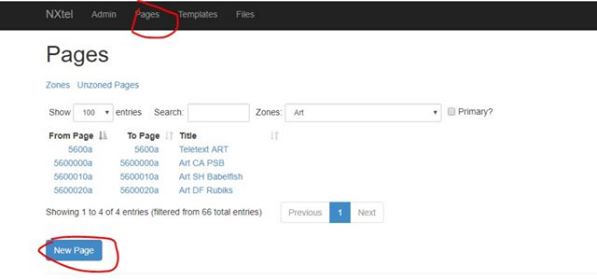 NXtel Admin Pages Templates Files
Pages
Zones Unzoned Pages
Show 100 entries Search: Zones: Art Primary?
From Page To Page Title
5600a 5600a Teletext ART
5600000a 5600000a Art CA PSB
5600010a 5600010a Art SH Babelfish
5600020a 5600020a Art DF Rubiks
Showing 1 to 4 of 4 entries (filtered from 66 total entries) Previous 1 Next
New Page